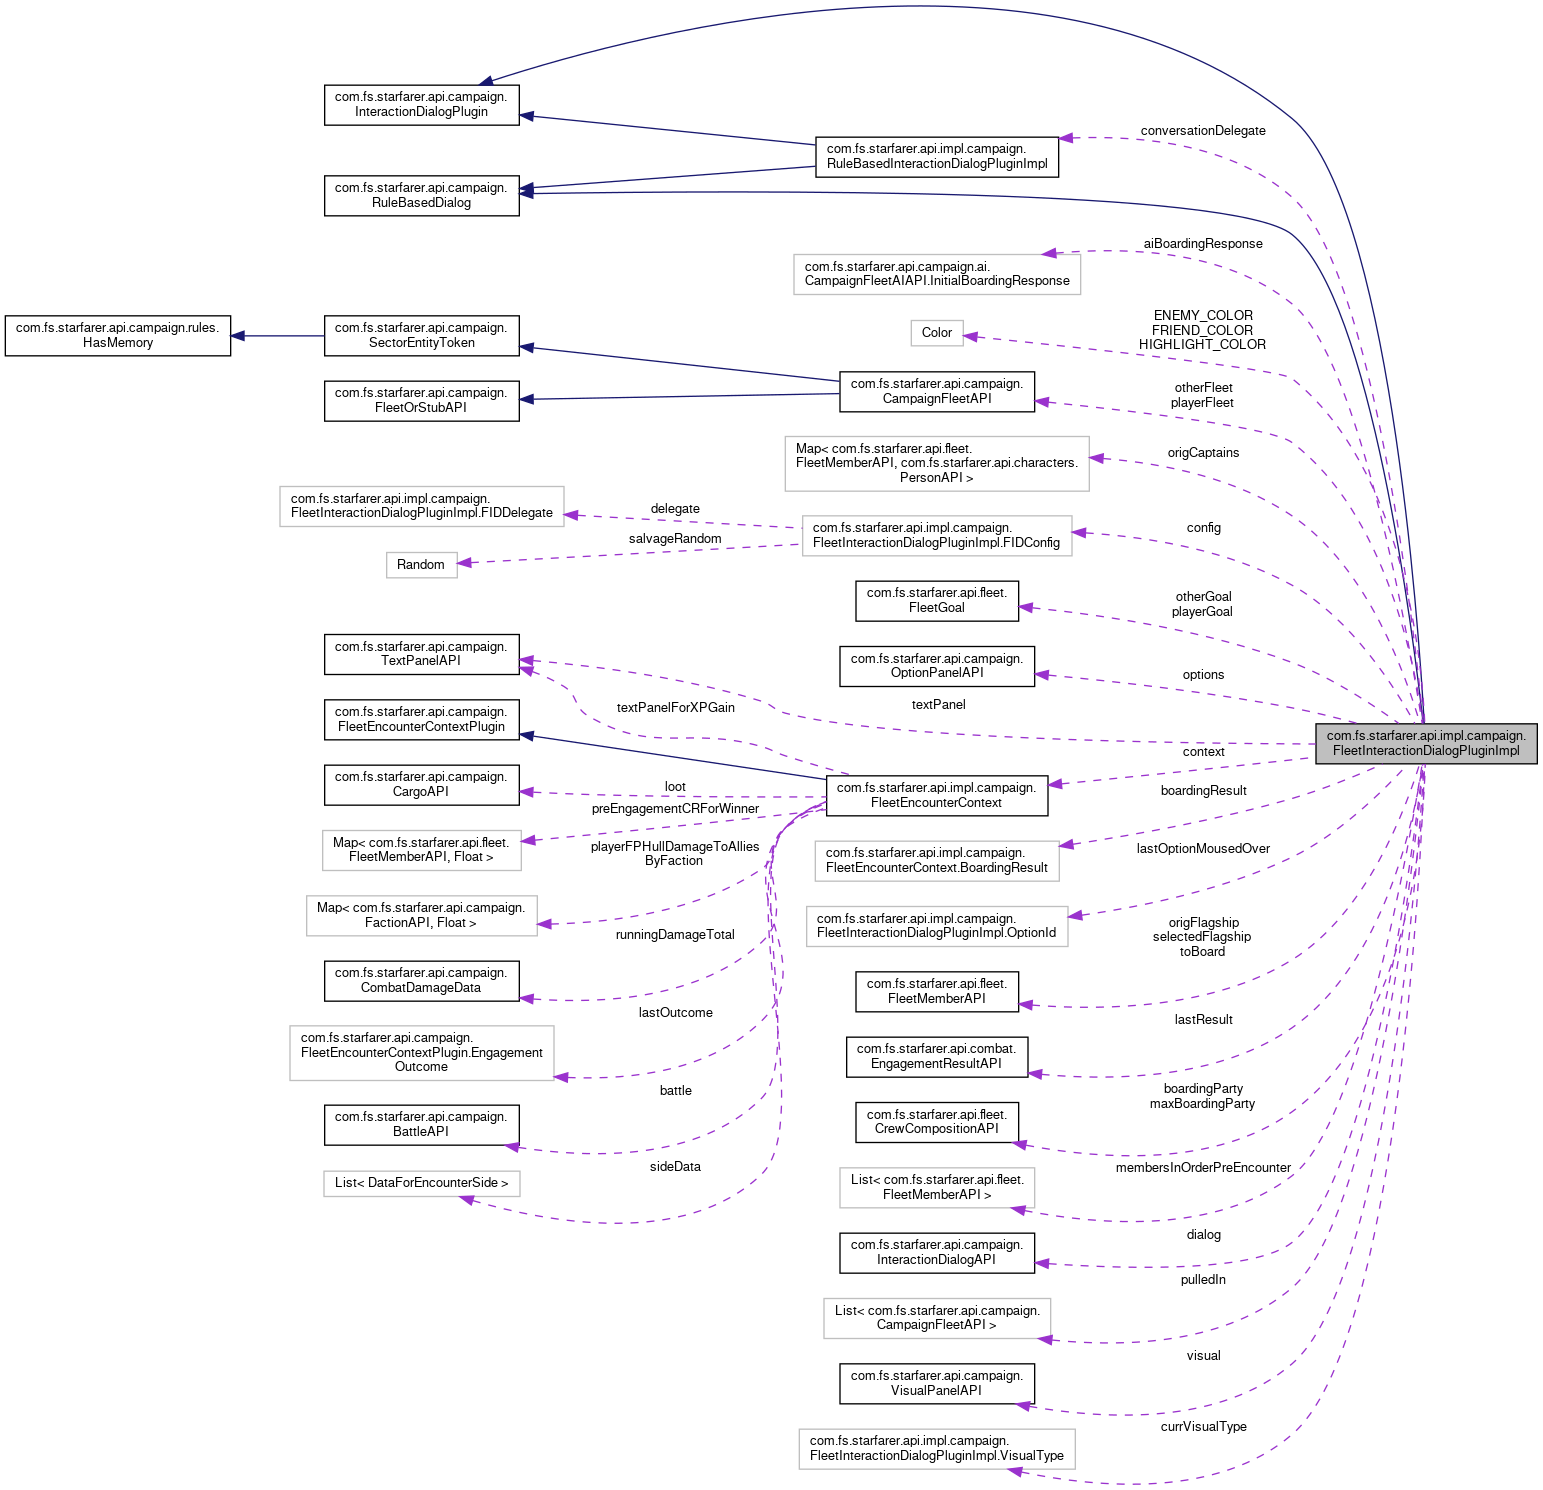 com.fs.starfarer.api.campaign.
InteractionDialogPlugin
conversationDelegate
com.fs.starfarer.api.impl.campaign.
RuleBasedInteractionDialogPluginImpl
com.fs.starfarer.api.campaign.
RuleBasedDialog
aiBoardingResponse
com.fs.starfarer.api.campaign.ai.
CampaignFleetAIAPI.InitialBoardingResponse
ENEMY_COLOR
FRIEND_COLOR
HIGHLIGHT_COLOR
Color
com.fs.starfarer.api.campaign.rules.
HasMemory
com.fs.starfarer.api.campaign.
SectorEntityToken
com.fs.starfarer.api.campaign.
FleetOrStubAPI
com.fs.starfarer.api.campaign.
CampaignFleetAPI
otherFleet
playerFleet
Map< com.fs.starfarer.api.fleet.
FleetMemberAPI, com.fs.starfarer.api.characters.
PersonAPI >
origCaptains
com.fs.starfarer.api.impl.campaign.
FleetInteractionDialogPluginImpl.FIDDelegate
delegate
salvageRandom
Random
com.fs.starfarer.api.impl.campaign.
FleetInteractionDialogPluginImpl.FIDConfig
config
com.fs.starfarer.api.fleet.
FleetGoal
otherGoal
playerGoal
com.fs.starfarer.api.campaign.
TextPanelAPI
com.fs.starfarer.api.campaign.
OptionPanelAPI
options
textPanelForXPGain
textPanel
com.fs.starfarer.api.campaign.
FleetEncounterContextPlugin
com.fs.starfarer.api.impl.campaign.
FleetInteractionDialogPluginImpl
context
com.fs.starfarer.api.campaign.
CargoAPI
loot
com.fs.starfarer.api.impl.campaign.
FleetEncounterContext
boardingResult
preEngagementCRForWinner
Map< com.fs.starfarer.api.fleet.
FleetMemberAPI, Float >
playerFPHullDamageToAllies
ByFaction
com.fs.starfarer.api.impl.campaign.
FleetEncounterContext.BoardingResult
lastOptionMousedOver
Map< com.fs.starfarer.api.campaign.
FactionAPI, Float >
com.fs.starfarer.api.impl.campaign.
FleetInteractionDialogPluginImpl.OptionId
runningDamageTotal
origFlagship
selectedFlagship
toBoard
com.fs.starfarer.api.campaign.
CombatDamageData
com.fs.starfarer.api.fleet.
FleetMemberAPI
lastOutcome
lastResult
com.fs.starfarer.api.campaign.
FleetEncounterContextPlugin.Engagement
Outcome
com.fs.starfarer.api.combat.
EngagementResultAPI
battle
boardingParty
maxBoardingParty
com.fs.starfarer.api.campaign.
BattleAPI
com.fs.starfarer.api.fleet.
CrewCompositionAPI
sideData
membersInOrderPreEncounter
List< DataForEncounterSide >
List< com.fs.starfarer.api.fleet.
FleetMemberAPI >
dialog
com.fs.starfarer.api.campaign.
InteractionDialogAPI
pulledIn
List< com.fs.starfarer.api.campaign.
CampaignFleetAPI >
visual
com.fs.starfarer.api.campaign.
VisualPanelAPI
currVisualType
com.fs.starfarer.api.impl.campaign.
FleetInteractionDialogPluginImpl.VisualType